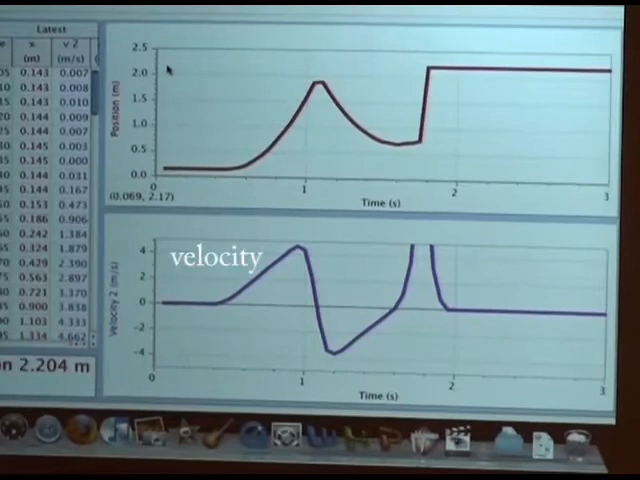 Latest
x v 2
(m) (m/s)
0.143 0.007
0.143 0.008
0.143 0.010
0.144 0.009
0.144 0.007
0.145 0.003
0.145 0.000
0.144 0.031
0.144 0.167
0.153 0.473
0.186 0.906
0.242 1.384
0.324 1.879
0.429 2.390
0.563 2.897
0.721 3.370
0.900 3.838
1.103 4.333
1.334 4.662
2.204 m
Position (m)
2.5
2.0
1.5
1.0
0.5
0.0
0 1 2 3
(0.069, 2.17)
Time (s)
velocity
Velocity 2 (m/s)
4
2
0
-2
-4
0 1 2 3
Time (s)